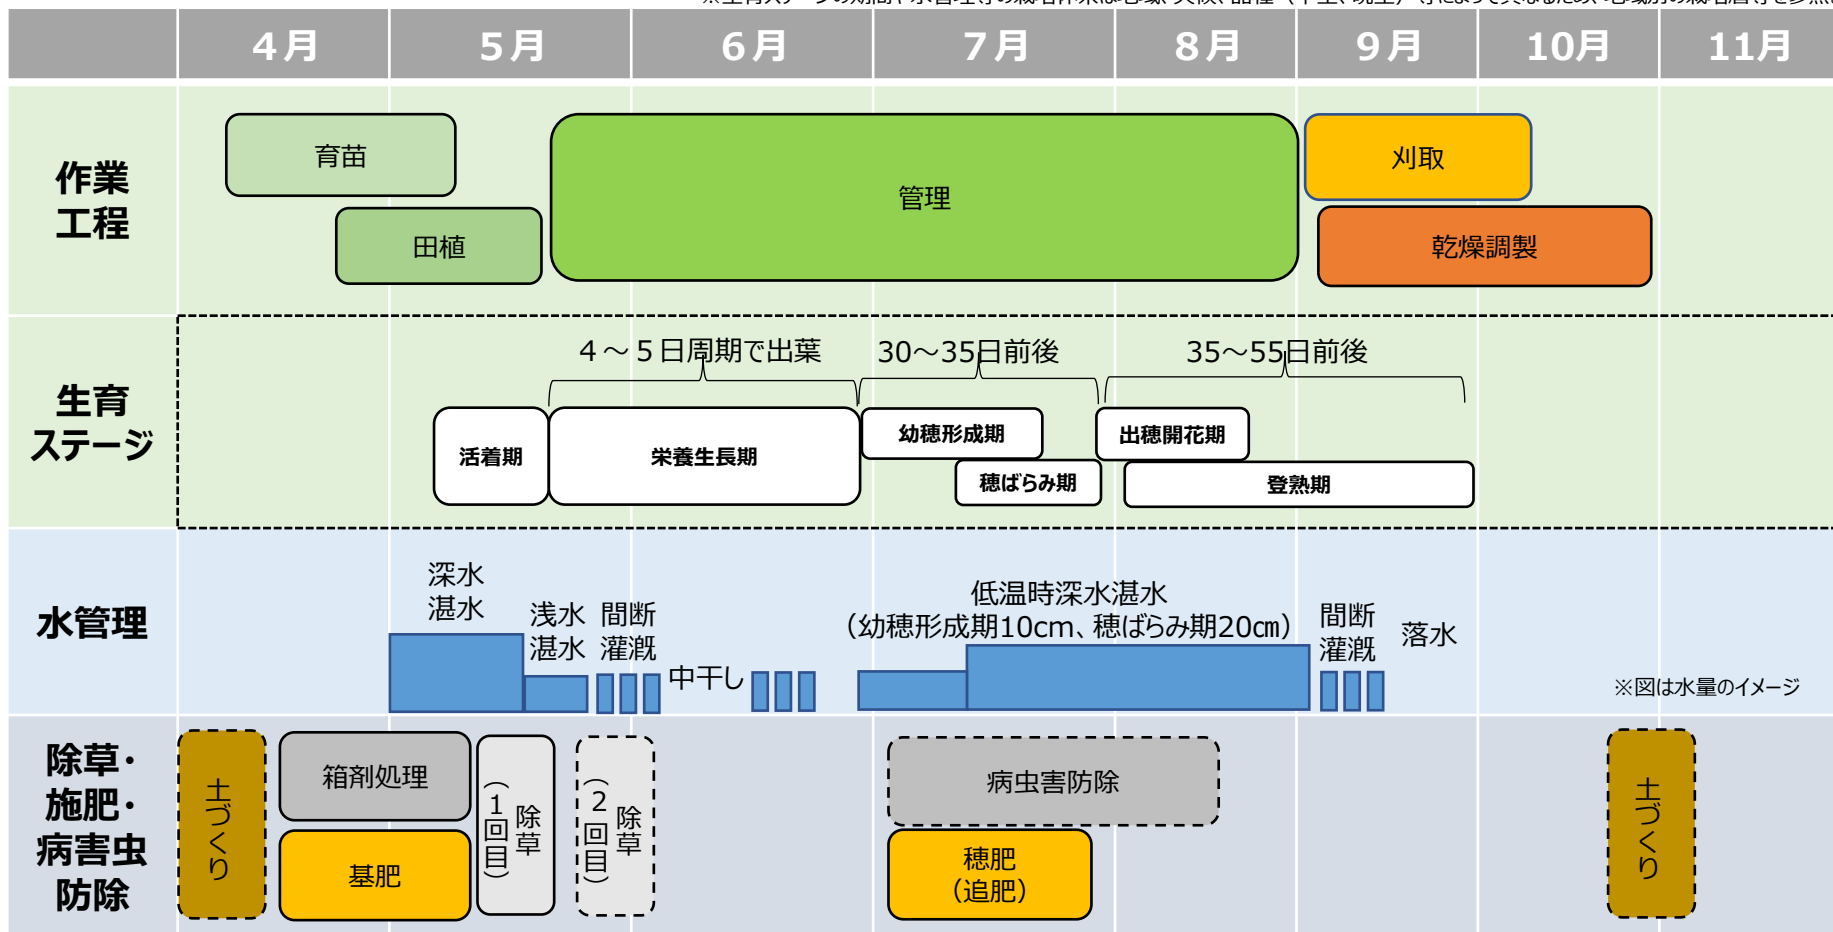 4月 5月 6月 7月 8月 9月 10月 11月
作業
工程
育苗
田植
管理
刈取
乾燥調製
生育
ステージ
4～5日周期で出葉
30～35日前後
35～55日前後
活着期
栄養生長期
幼穂形成期
穂ばらみ期
出穂開花期
登熟期
水管理
深水
湛水
浅水
湛水
間断
灌漑
中干し
低温時深水湛水
（幼穂形成期10cm、穂ばらみ期20㎝）
間断
灌漑
落水
※図は水量のイメージ
除草・
施肥・
病害虫
防除
土づくり
箱剤処理
基肥
除草
（1回目）
除草
（2回目）
病虫害防除
穂肥
（追肥）
土づくり